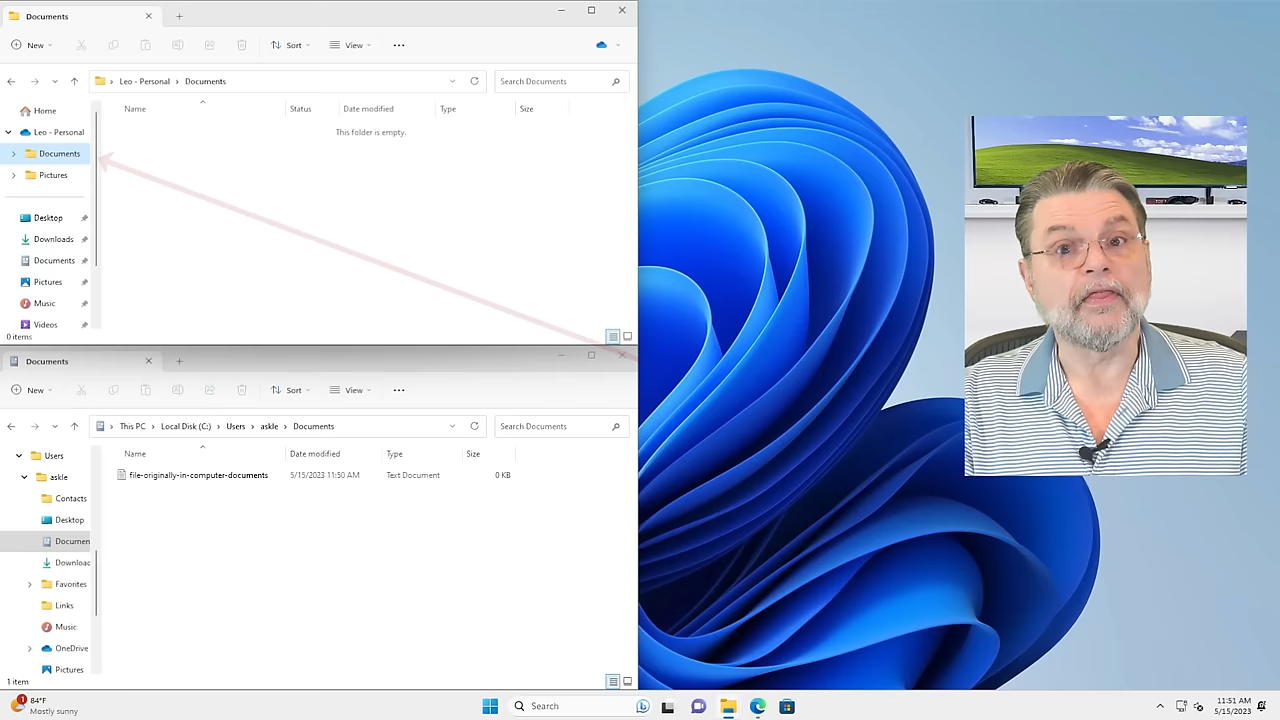 Documents
New Sort View
Leo - Personal Documents Search Documents
Home
Leo - Personal
Documents
Pictures
Desktop
Downloads
Documents
Pictures
Music
Videos
Name Status Date modified Type Size
This folder is empty.
0 items
Documents
New Sort View
This PC Local Disk (C:) Users askle Documents Search Documents
Users
askle
Contacts
Desktop
Documen
Downloac
Favorites
Links
Music
OneDrive
Pictures
Name Date modified Type Size
file-originally-in-computer-documents 5/15/2023 11:50 AM Text Document 0 KB
1 item
1
84°F
Mostly sunny
Search
11:51 AM
5/15/2023